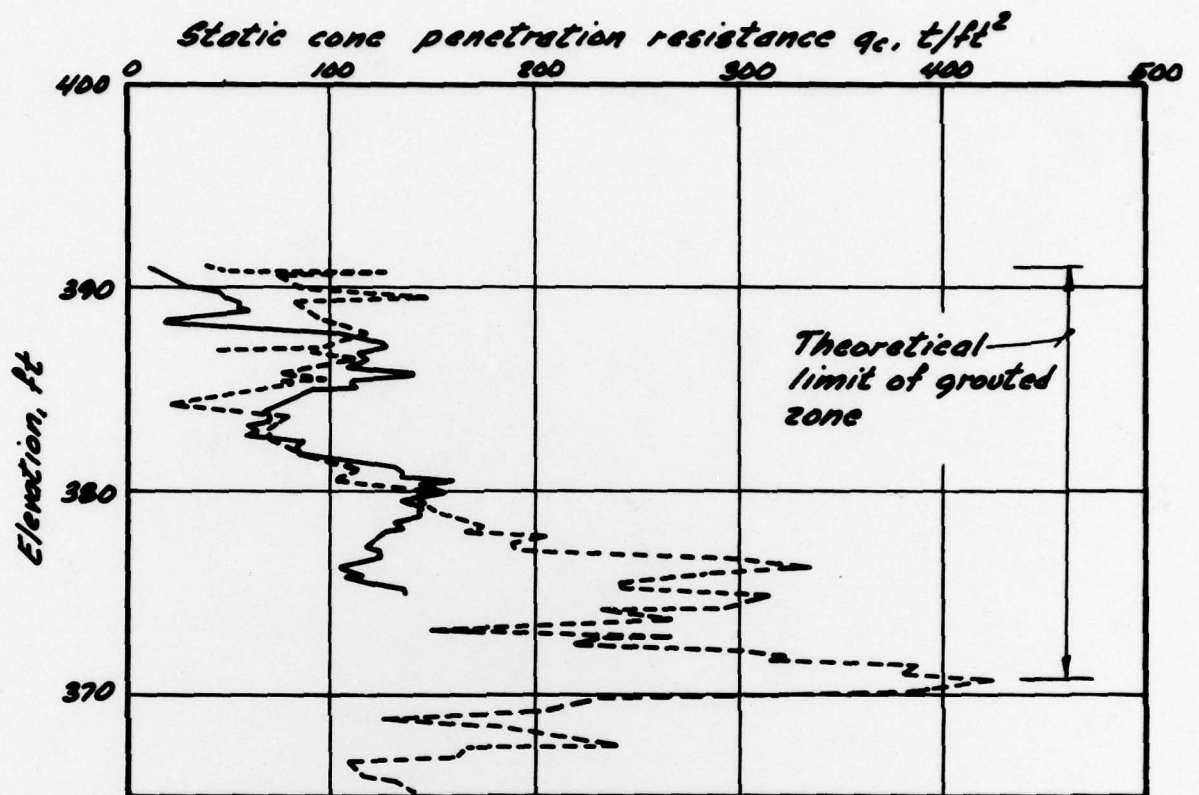 Static cone penetration resistance qc, t/ft²
0 100 200 300 400 500
400
390
380
370
Elevation, ft
Theoretical
limit of grouted
zone